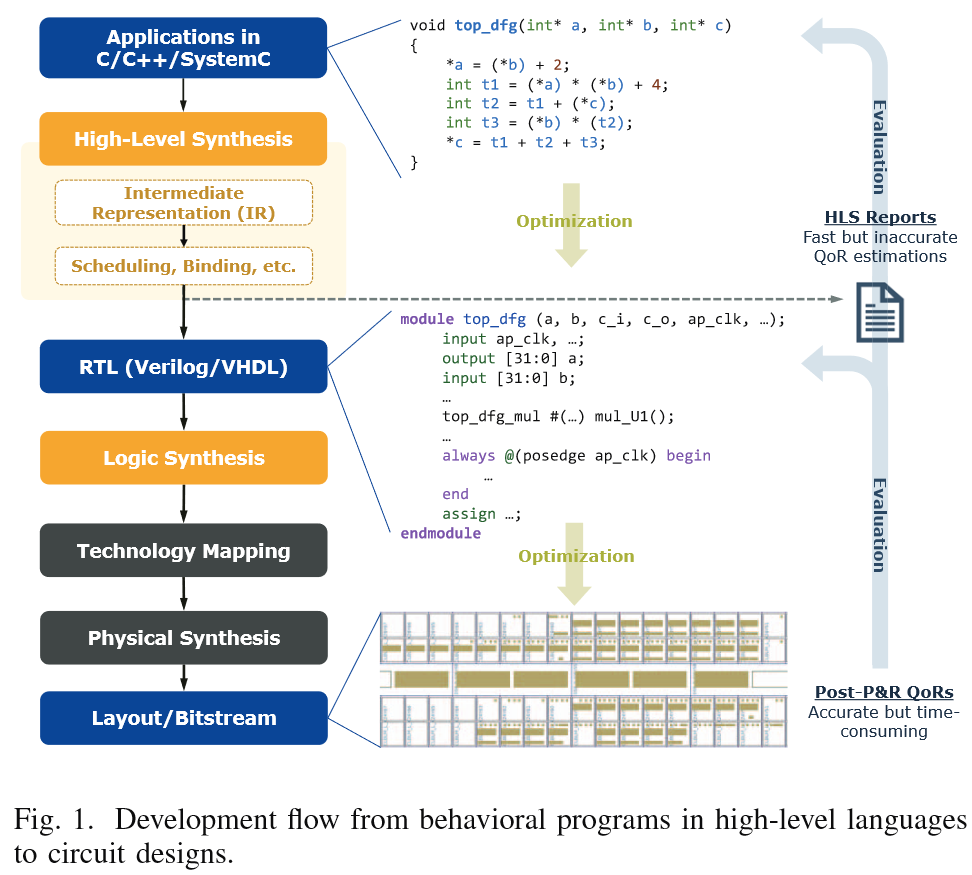 Applications in
C/C++/SystemC
High-Level Synthesis
Intermediate
Representation (IR)
Scheduling, Binding, etc.
RTL (Verilog/VHDL)
Logic Synthesis
Technology Mapping
Physical Synthesis
Layout/Bitstream
void top_dfg(int* a, int* b, int* c)
{
*a = (*b) + 2;
int t1 = (*a) * (*b) + 4;
int t2 = t1 + (*c);
int t3 = (*b) * (t2);
*c = t1 + t2 + t3;
}
Optimization
module top_dfg (a, b, c_i, c_o, ap_clk, …);
input ap_clk, …;
output [31:0] a;
input [31:0] b;
…
top_dfg_mul #(…) mul_U1();
…
always @(posedge ap_clk) begin
…
end
assign …;
endmodule
Optimization
Evaluation
HLS Reports
Fast but inaccurate
QoR estimations
Evaluation
Post-P&R QoRs
Accurate but time-
consuming
Fig. 1. Development flow from behavioral programs in high-level languages
to circuit designs.